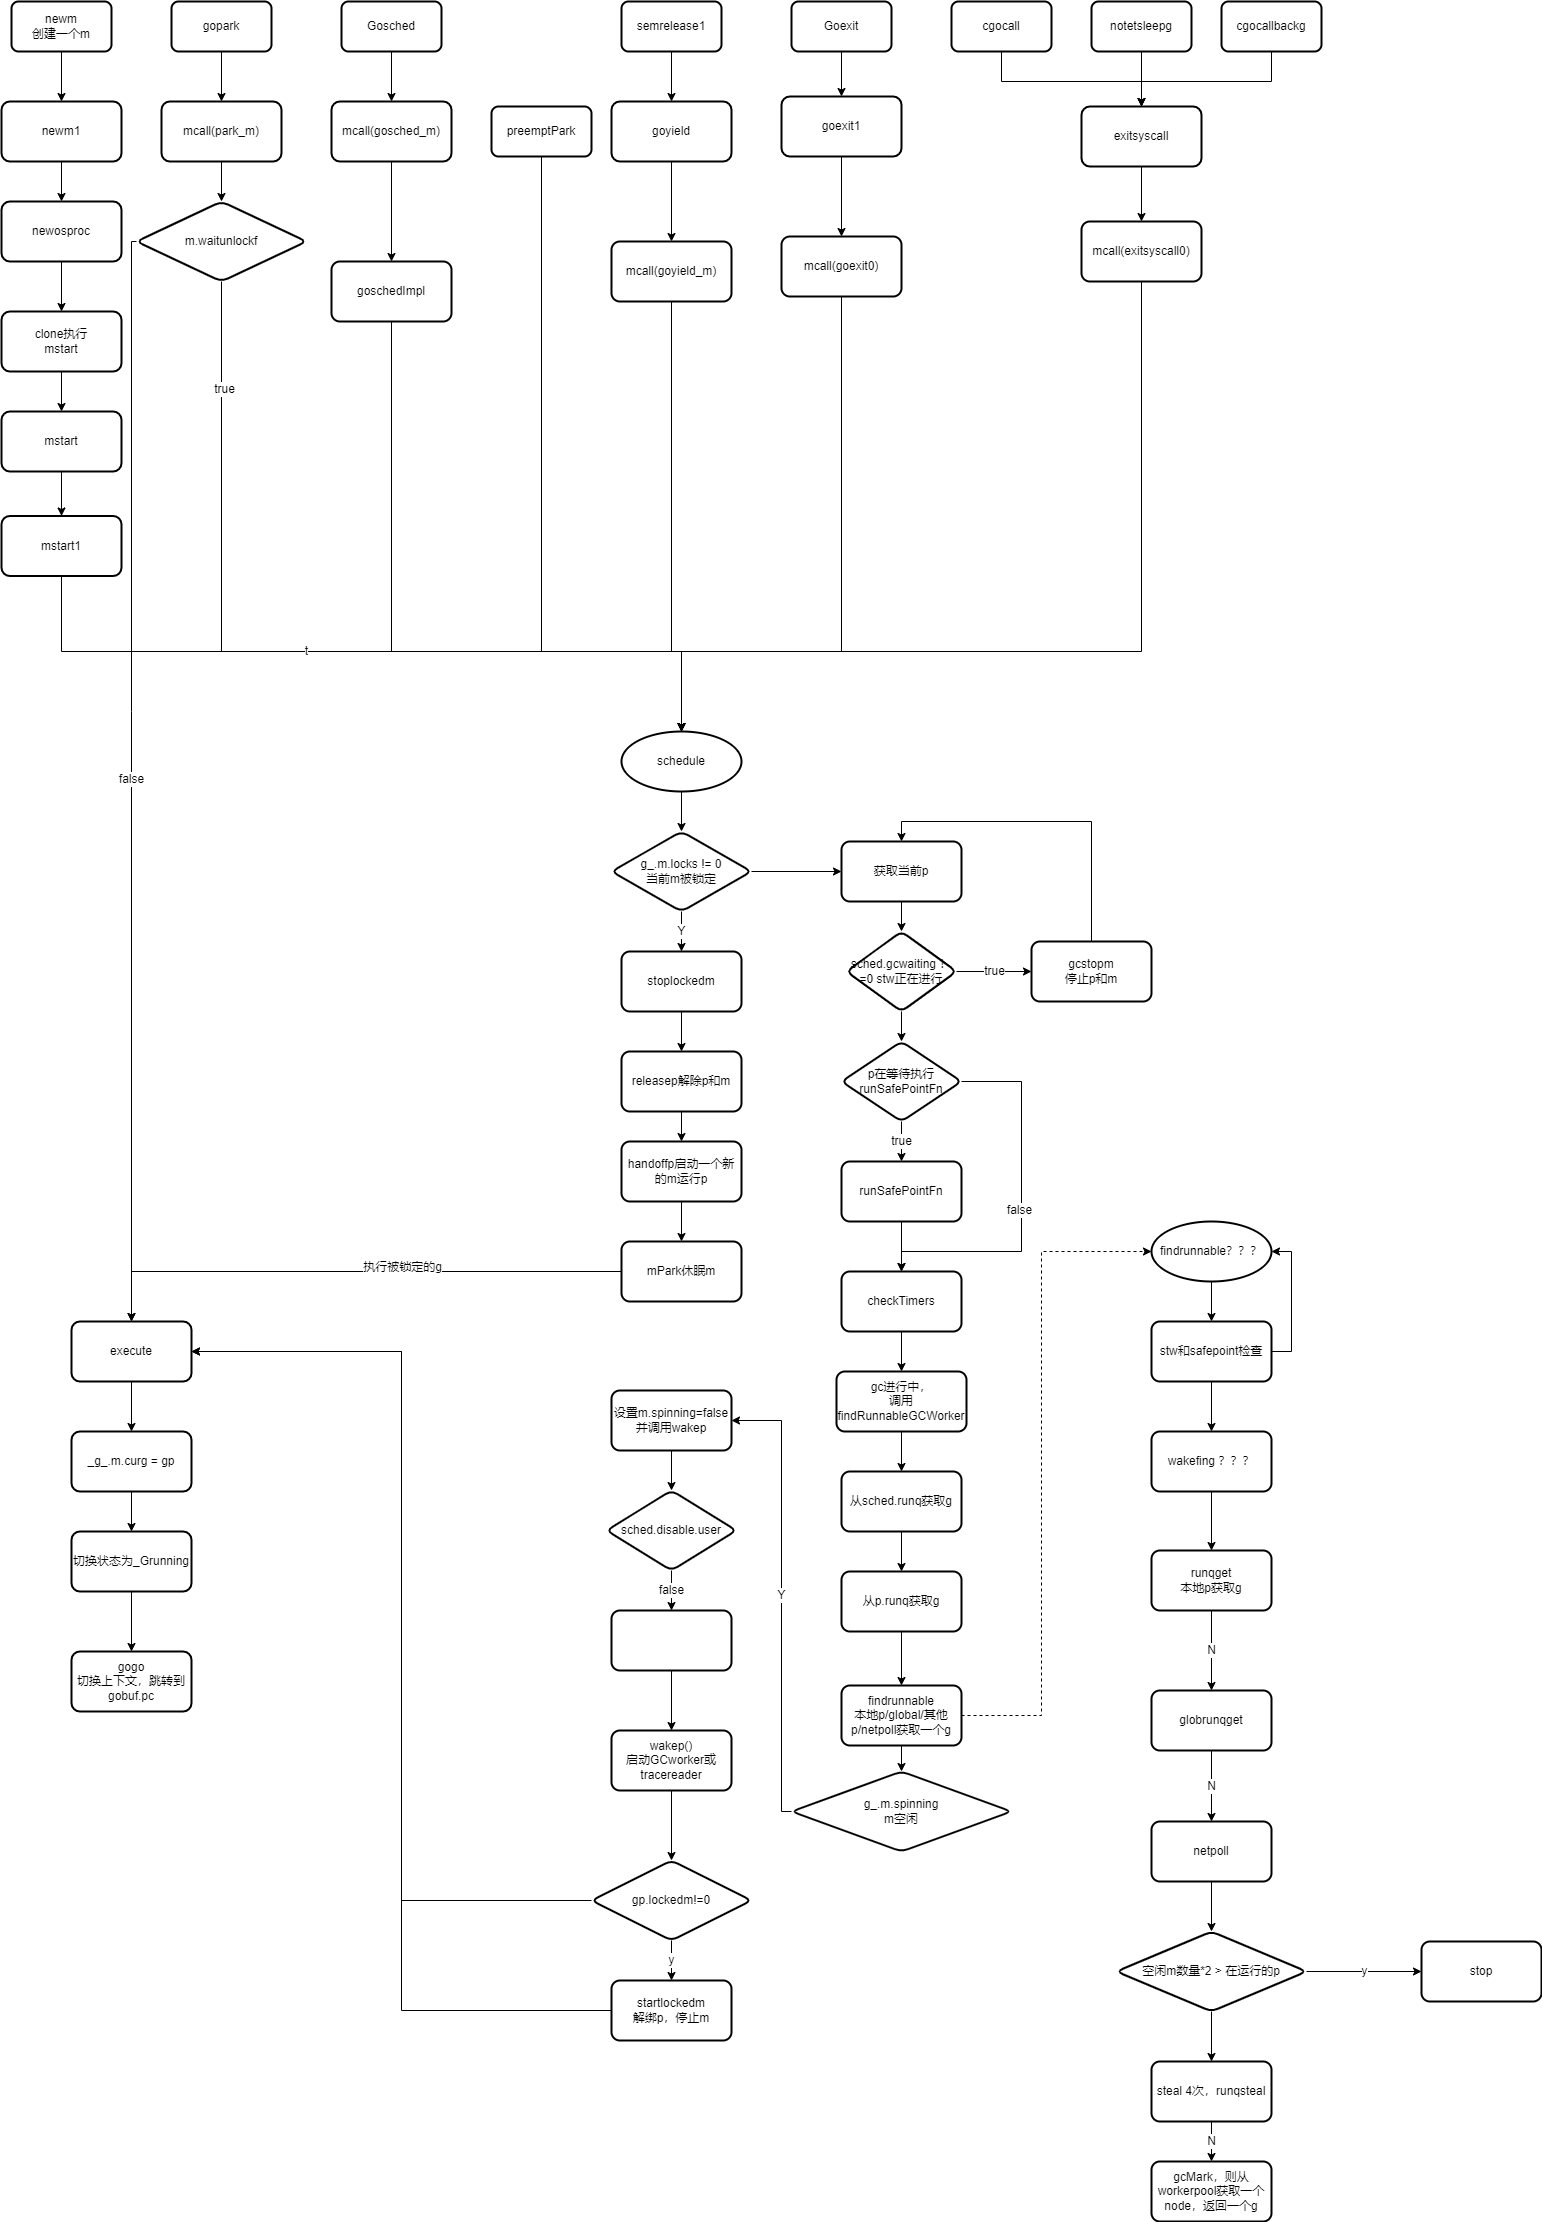 newm
创建一个m
gopark
Gosched
semrelease1
Goexit
cgocall
notetsleepg
cgocallbackg
newm1
mcall(park_m)
mcall(gosched_m)
preemptPark
goyield
goexit1
exitsyscall
newosproc
m.waitunlockf
goschedImpl
mcall(goyield_m)
mcall(goexit0)
mcall(exitsyscall0)
clone执行
mstart
true
mstart
mstart1
t
false
schedule
g_.m.locks != 0
当前m被锁定
获取当前p
Y
stoplockedm
sched.gcwaiting !
=0 stw正在进行
true
gcstopm
停止p和m
releasep解除p和m
p在等待执行
runSafePointFn
true
handoffp启动一个新
的m运行p
runSafePointFn
false
mPark休眠m
执行被锁定的g
findrunnable？？？
checkTimers
execute
stw和safepoint检查
gc进行中，
调用
findRunnableGCWorker
设置m.spinning=false
并调用wakep
_g_.m.curg = gp
wakefing ？？？
从sched.runq获取g
sched.disable.user
切换状态为_Grunning
false
Y
从p.runq获取g
runqget
本地p获取g
N
gogo
切换上下文，跳转到
gobuf.pc
findrunnable
本地p/global/其他
p/netpoll获取一个g
globrunqget
wakep()
启动GCworker或
tracereader
N
g_.m.spinning
m空闲
netpoll
gp.lockedm!=0
y
空闲m数量*2 > 在运行的p
y
stop
startlockedm
解绑p，停止m
steal 4次，runqsteal
N
gcMark，则从
workerpool获取一个
node，返回一个g